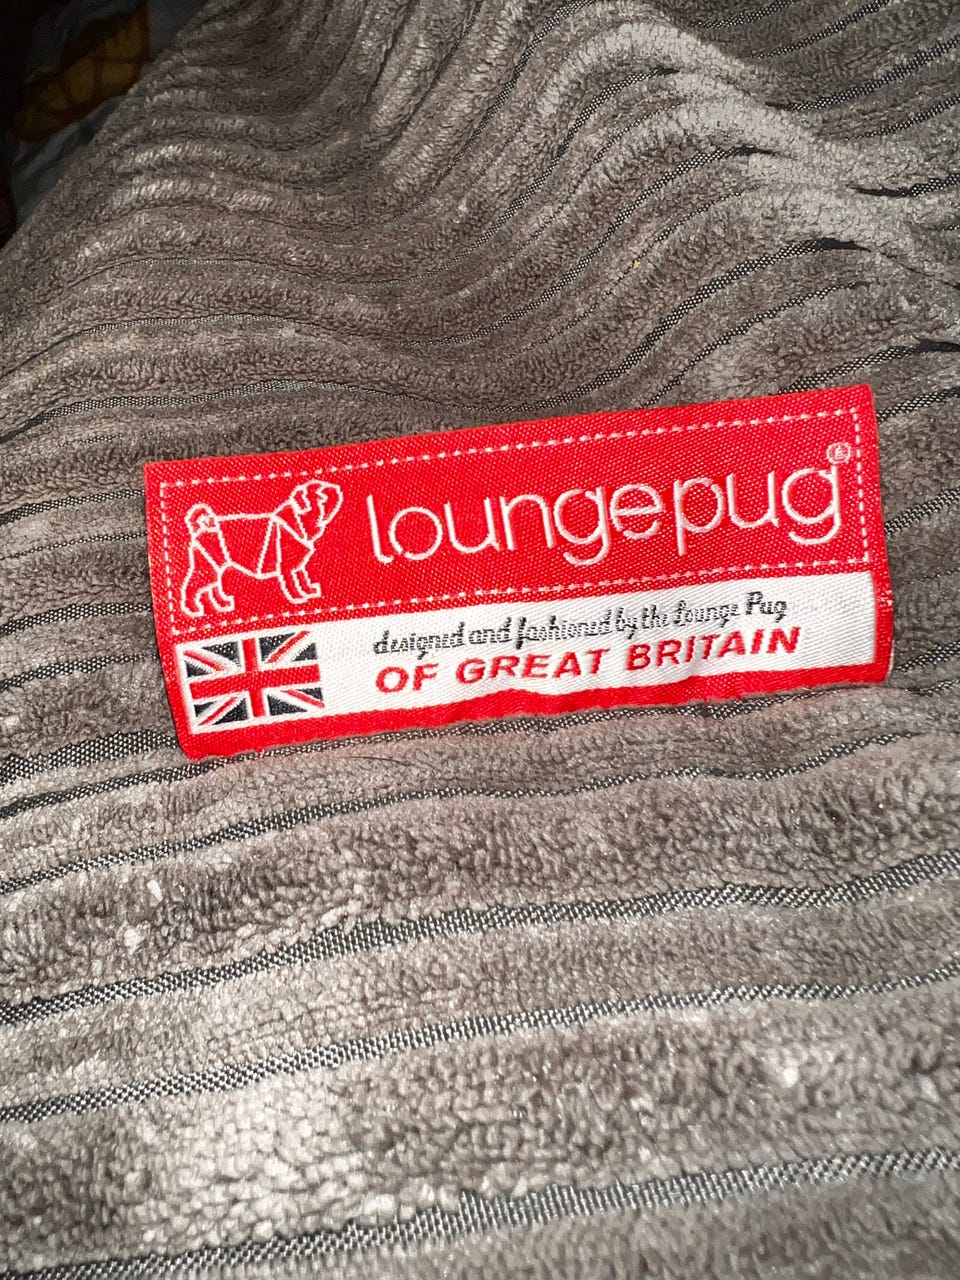 loungepug®
designed and fashioned by the Lounge Pug
OF GREAT BRITAIN